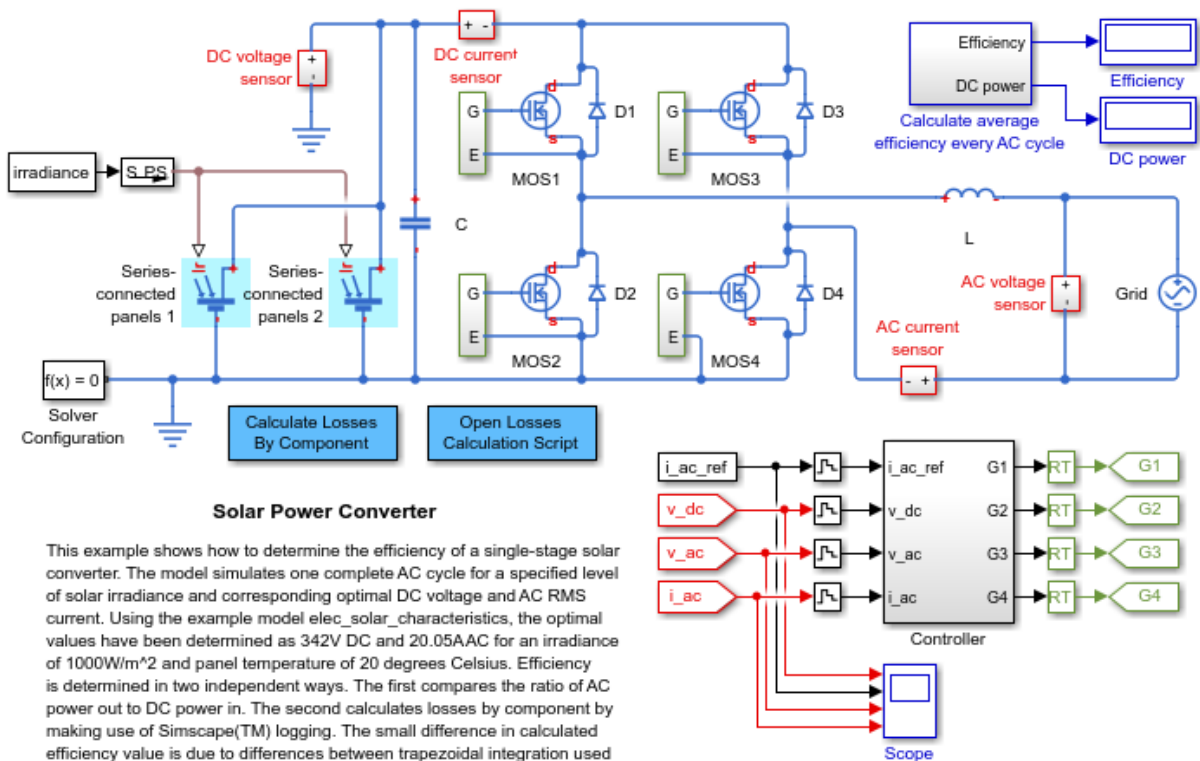 DC voltage
sensor
+
-
+ -
DC current
sensor
Efficiency
DC power
Calculate average
efficiency every AC cycle
Efficiency
DC power
G
E
d
s
D1
MOS1
G
E
d
s
D3
MOS3
irradiance
S PS
+
C
-
+ -
L
Ir
+
-
Series-
connected
panels 1
Ir
+
-
Series-
connected
panels 2
G
E
d
s
D2
MOS2
G
E
d
s
D4
MOS4
AC voltage
sensor
+
-
Grid
AC current
sensor
- +
f(x) = 0
Solver
Configuration
Calculate Losses
By Component
Open Losses
Calculation Script
Solar Power Converter
This example shows how to determine the efficiency of a single-stage solar
converter. The model simulates one complete AC cycle for a specified level
of solar irradiance and corresponding optimal DC voltage and AC RMS
current. Using the example model elec_solar_characteristics, the optimal
values have been determined as 342V DC and 20.05AAC for an irradiance
of 1000W/m^2 and panel temperature of 20 degrees Celsius. Efficiency
is determined in two independent ways. The first compares the ratio of AC
power out to DC power in. The second calculates losses by component by
making use of Simscape(TM) logging. The small difference in calculated
efficiency value is due to differences between trapezoidal integration used
i_ac_ref
v_dc
v_ac
i_ac
i_ac_ref
v_dc
v_ac
i_ac
G1
G2
G3
G4
Controller
RT
RT
RT
RT
G1
G2
G3
G4
Scope